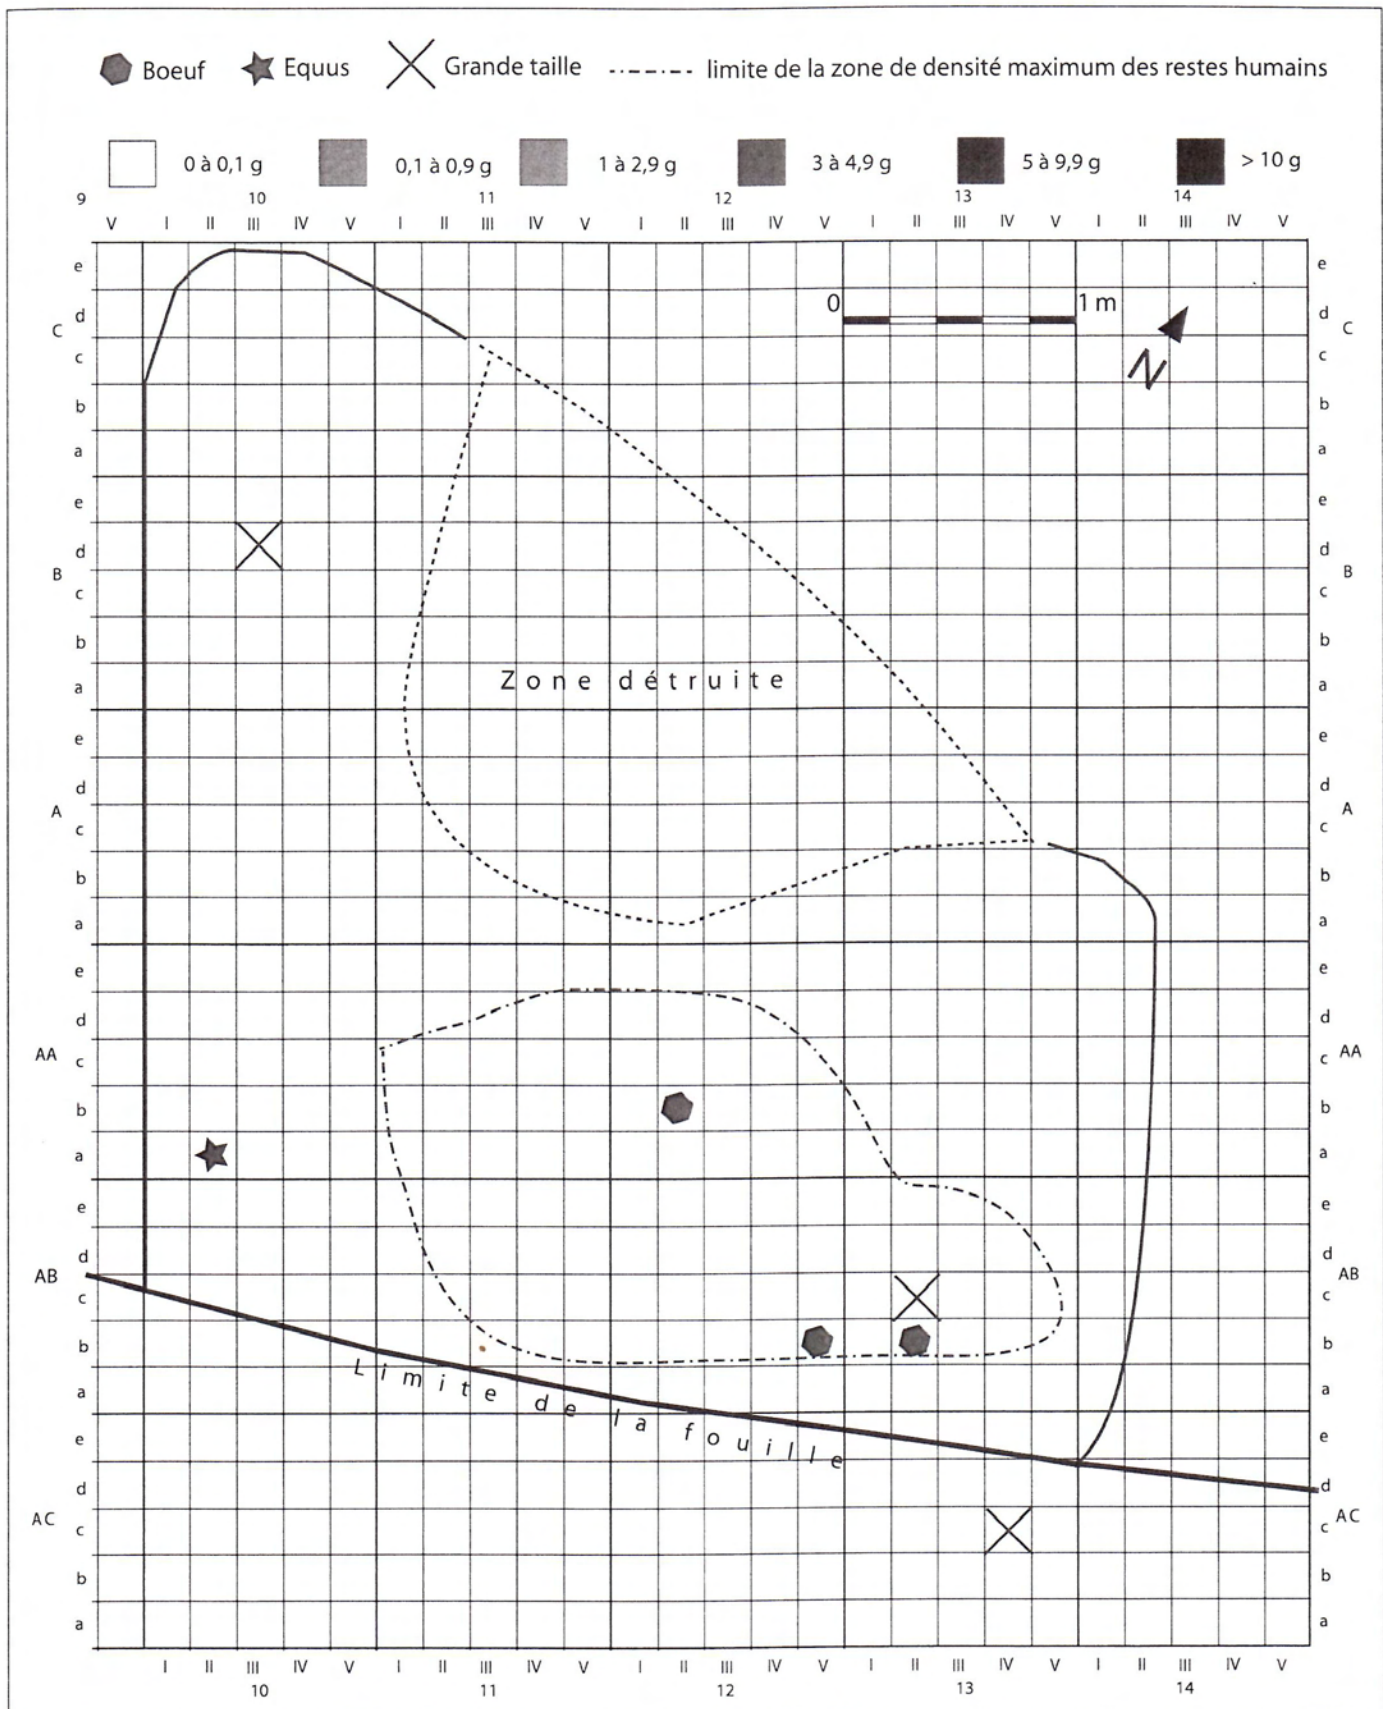 Boeuf Equus Grande taille limite de la zone de densité maximum des restes humains
0 à 0,1 g 0,1 à 0,9 g 1 à 2,9 g 3 à 4,9 g 5 à 9,9 g > 10 g
9 10 11 12 13 14
V I II III IV V I II III IV V I II III IV V I II III IV V I II III IV V
e e
0 1 m
d d
C C
c c
N
b b
a a
e e
d d
B B
c c
b b
Zone détruite
a a
e e
d d
A A
c c
b b
a a
e e
d d
AA c c AA
b b
a a
e e
d d
AB AB
c c
b b
Limite de la fouille
a a
e e
d d
AC c c AC
b b
a a
I II III IV V I II III IV V I II III IV V I II III IV V I II III IV V
10 11 12 13 14